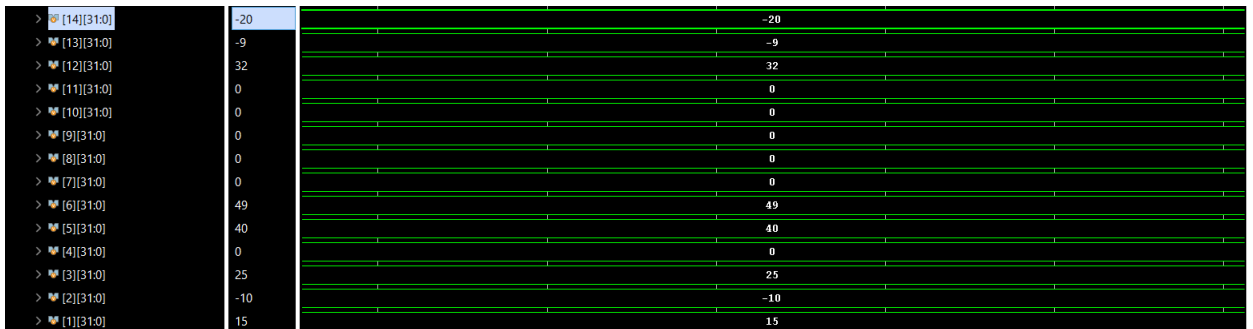 [14][31:0] -20 -20
[13][31:0] -9 -9
[12][31:0] 32 32
[11][31:0] 0 0
[10][31:0] 0 0
[9][31:0] 0 0
[8][31:0] 0 0
[7][31:0] 0 0
[6][31:0] 49 49
[5][31:0] 40 40
[4][31:0] 0 0
[3][31:0] 25 25
[2][31:0] -10 -10
[1][31:0] 15 15